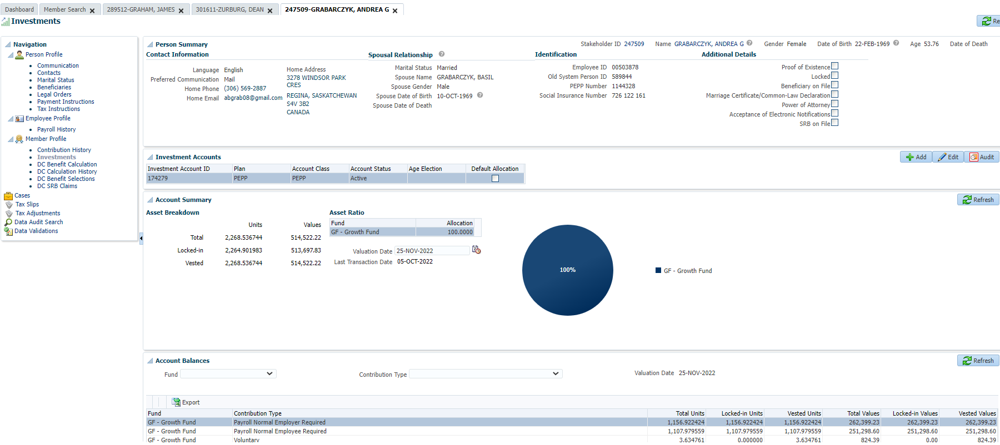 Dashboard Member Search 289512-GRAHAM, JAMES 301611-ZURBURG, DEAN 247509-GRABARCZYK, ANDREA G
Investments
Re
Navigation
Person Profile
Communication
Contacts
Marital Status
Beneficiaries
Legal Orders
Payment Instructions
Tax Instructions
Employee Profile
Payroll History
Member Profile
Contribution History
Investments
DC Benefit Calculation
DC Calculation History
DC Benefit Selections
DC SRB Claims
Cases
Tax Slips
Tax Adjustments
Data Audit Search
Data Validations
Person Summary
Stakeholder ID 247509 Name GRABARCZYK, ANDREA G Gender Female Date of Birth 22-FEB-1969 Age 53.76 Date of Death
Contact Information
Language English
Preferred Communication Mail
Home Phone (306) 569-2887
Home Email abgrab08@gmail.com
Home Address
3278 WINDSOR PARK
CRES
REGINA, SASKATCHEWAN
S4V 3B2
CANADA
Spousal Relationship
Marital Status Married
Spouse Name GRABARCZYK, BASIL
Spouse Gender Male
Spouse Date of Birth 10-OCT-1969
Spouse Date of Death
Identification
Employee ID 00503878
Old System Person ID 589844
PEPP Number 1144328
Social Insurance Number 726 122 161
Additional Details
Proof of Existence
Locked
Beneficiary on File
Marriage Certificate/Common-Law Declaration
Power of Attorney
Acceptance of Electronic Notifications
SRB on File
Investment Accounts
Add Edit Audit
Investment Account ID Plan Account Class Account Status Age Election Default Allocation
174279 PEPP PEPP Active
Account Summary
Refresh
Asset Breakdown
Units Values
Total 2,268.536744 514,522.22
Locked-in 2,264.901983 513,697.83
Vested 2,268.536744 514,522.22
Asset Ratio
Fund Allocation
GF - Growth Fund 100.0000
Valuation Date 25-NOV-2022
Last Transaction Date 05-OCT-2022
100%
GF - Growth Fund
Account Balances
Refresh
Fund Contribution Type Valuation Date 25-NOV-2022
Export
Fund Contribution Type Total Units Locked-in Units Vested Units Total Values Locked-in Values Vested Values
GF - Growth Fund Payroll Normal Employer Required 1,156.922424 1,156.922424 1,156.922424 262,399.23 262,399.23 262,399.23
GF - Growth Fund Payroll Normal Employee Required 1,107.979559 1,107.979559 1,107.979559 251,298.60 251,298.60 251,298.60
GF - Growth Fund Voluntary 3.634761 0.000000 3.634761 824.39 0.00 824.39